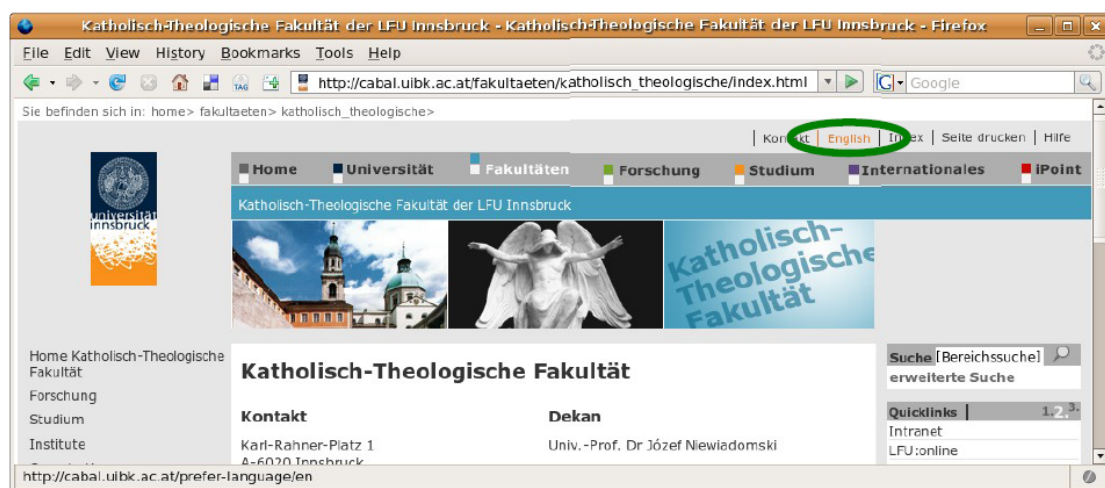 Katholisch-Theologische Fakultät der LFU Innsbruck - Katholisch-Theologische Fakultät der LFU Innsbruck - Firefox
File Edit View History Bookmarks Tools Help
TAG http://cabal.uibk.ac.at/fakultaeten/katholisch_theologische/index.html G Google
Sie befinden sich in: home> fakultaeten> katholisch_theologische>
Kontakt | English | Index | Seite drucken | Hilfe
Home Universität Fakultäten Forschung Studium Internationales iPoint
universität
innsbruck
Katholisch-Theologische Fakultät der LFU Innsbruck
Katholisch-
Theologische
Fakultät
Home Katholisch-Theologische
Fakultät
Forschung
Studium
Institute
Katholisch-Theologische Fakultät
Kontakt
Karl-Rahner-Platz 1
A-6020 Innsbruck
Dekan
Univ.-Prof. Dr Józef Niewiadomski
Suche [Bereichssuche]
erweiterte Suche
Quicklinks | 1.2.3.
Intranet
LFU:online
http://cabal.uibk.ac.at/prefer-language/en